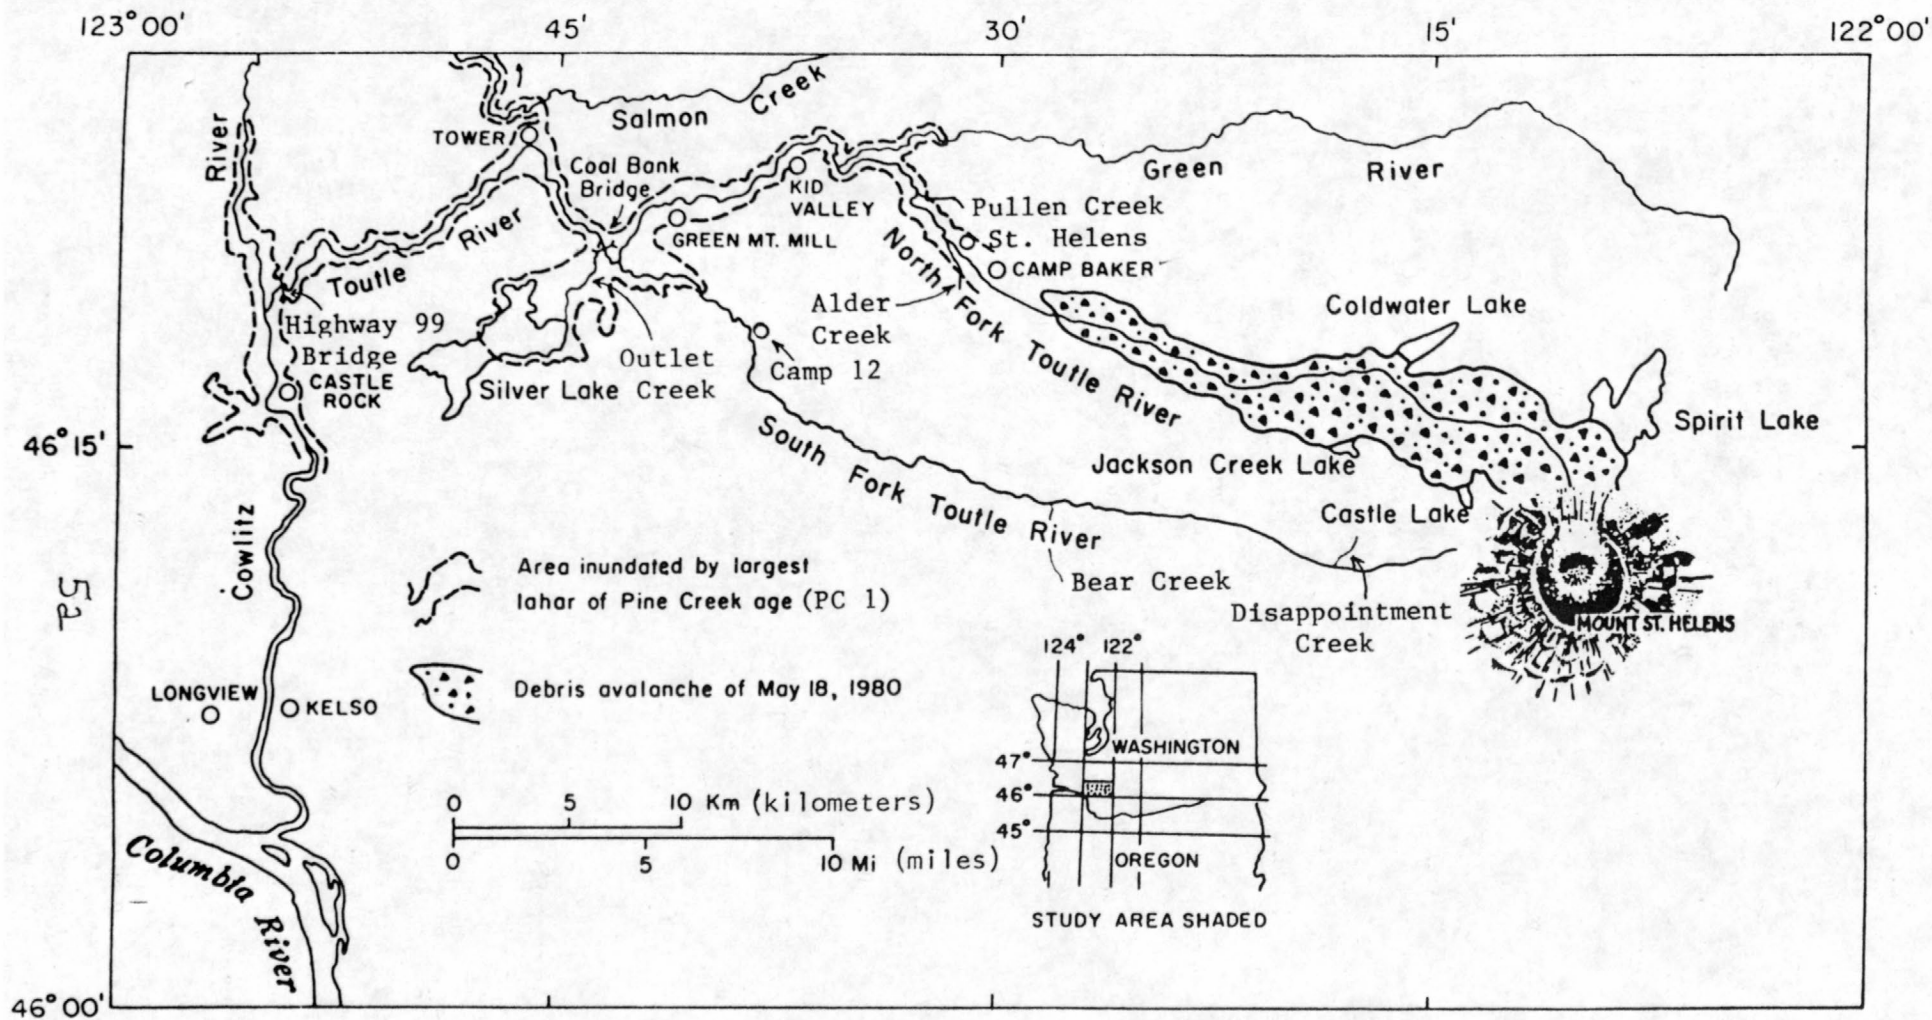 123°00'
45'
30'
15'
122°00'
River
Salmon
Creek
TOWER
Coal Bank
Bridge
KID
VALLEY
Green
River
Pullen Creek
St. Helens
CAMP BAKER
GREEN MT. MILL
River
Toutle
North Fork Toutle River
Alder
Creek
Coldwater Lake
Highway 99
Bridge
CASTLE
ROCK
Silver Lake
Outlet
Creek
Camp 12
Spirit Lake
46°15'
South Fork Toutle River
Jackson Creek Lake
Castle Lake
Cowlitz
5a
Area inundated by largest
lahar of Pine Creek age (PC 1)
Bear Creek
Disappointment
Creek
MOUNT ST. HELENS
124°
122°
LONGVIEW
KELSO
Debris avalanche of May 18, 1980
WASHINGTON
47°
46°
45°
OREGON
0 5 10 Km (kilometers)
0 5 10 Mi (miles)
STUDY AREA SHADED
Columbia River
46°00'